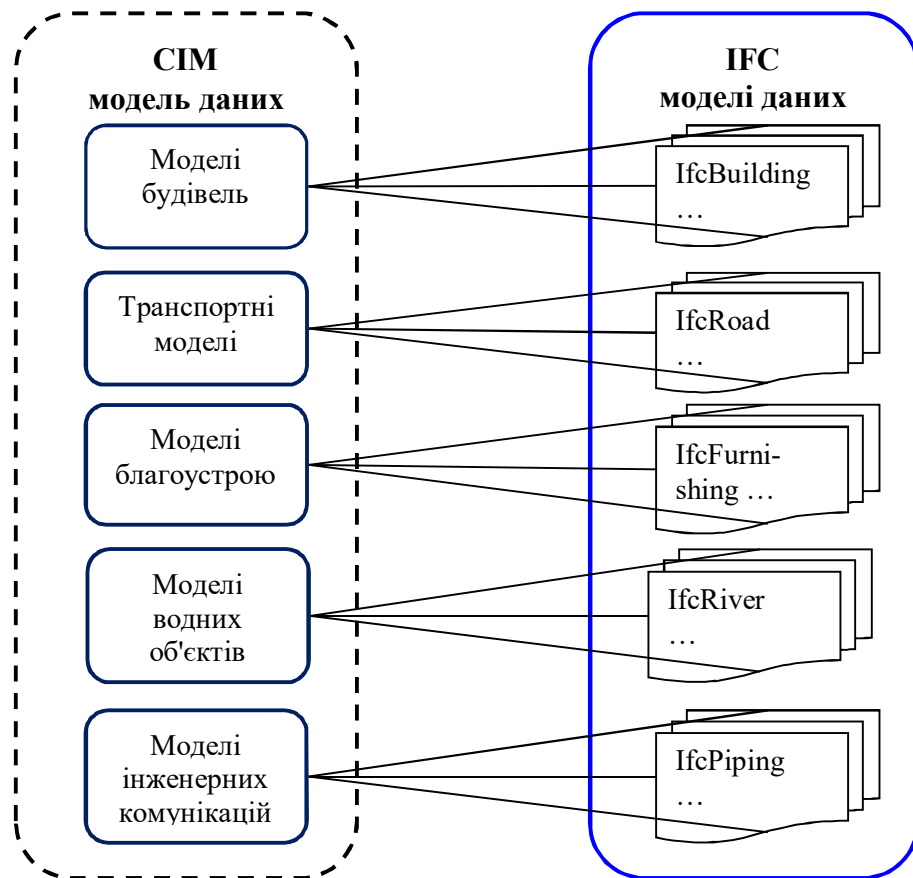 CIM
модель даних
Моделі
будівель
Транспортні
моделі
Моделі
благоустрою
Моделі
водних
об'єктів
Моделі
інженерних
комунікацій
IFC
моделі даних
IfcBuilding
…
IfcRoad
…
IfcFurni-
shing …
IfcRiver
…
IfcPiping
…